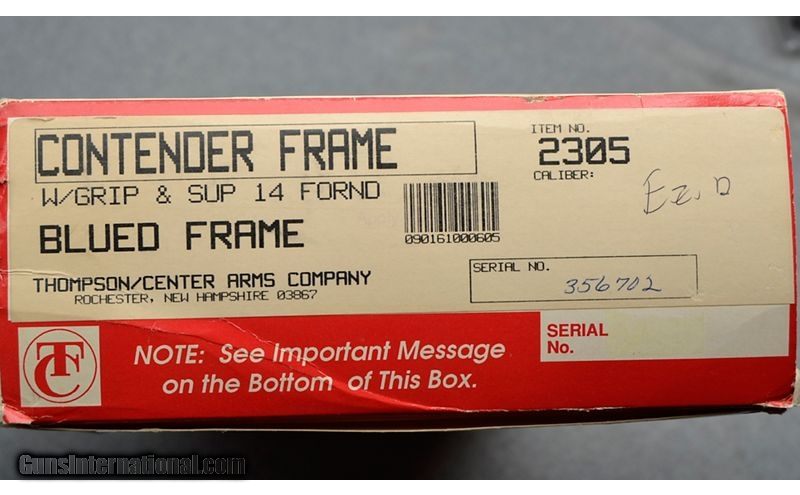 CONTENDER FRAME
W/GRIP & SUP 14 FORND
BLUED FRAME
THOMPSON/CENTER ARMS COMPANY
ROCHESTER, NEW HAMPSHIRE 03867
090161000605
ITEM NO.
2305
CALIBER:
SERIAL NO.
356702
SERIAL
No.
TC
NOTE: See Important Message
on the Bottom of This Box.
GunsInternational.com